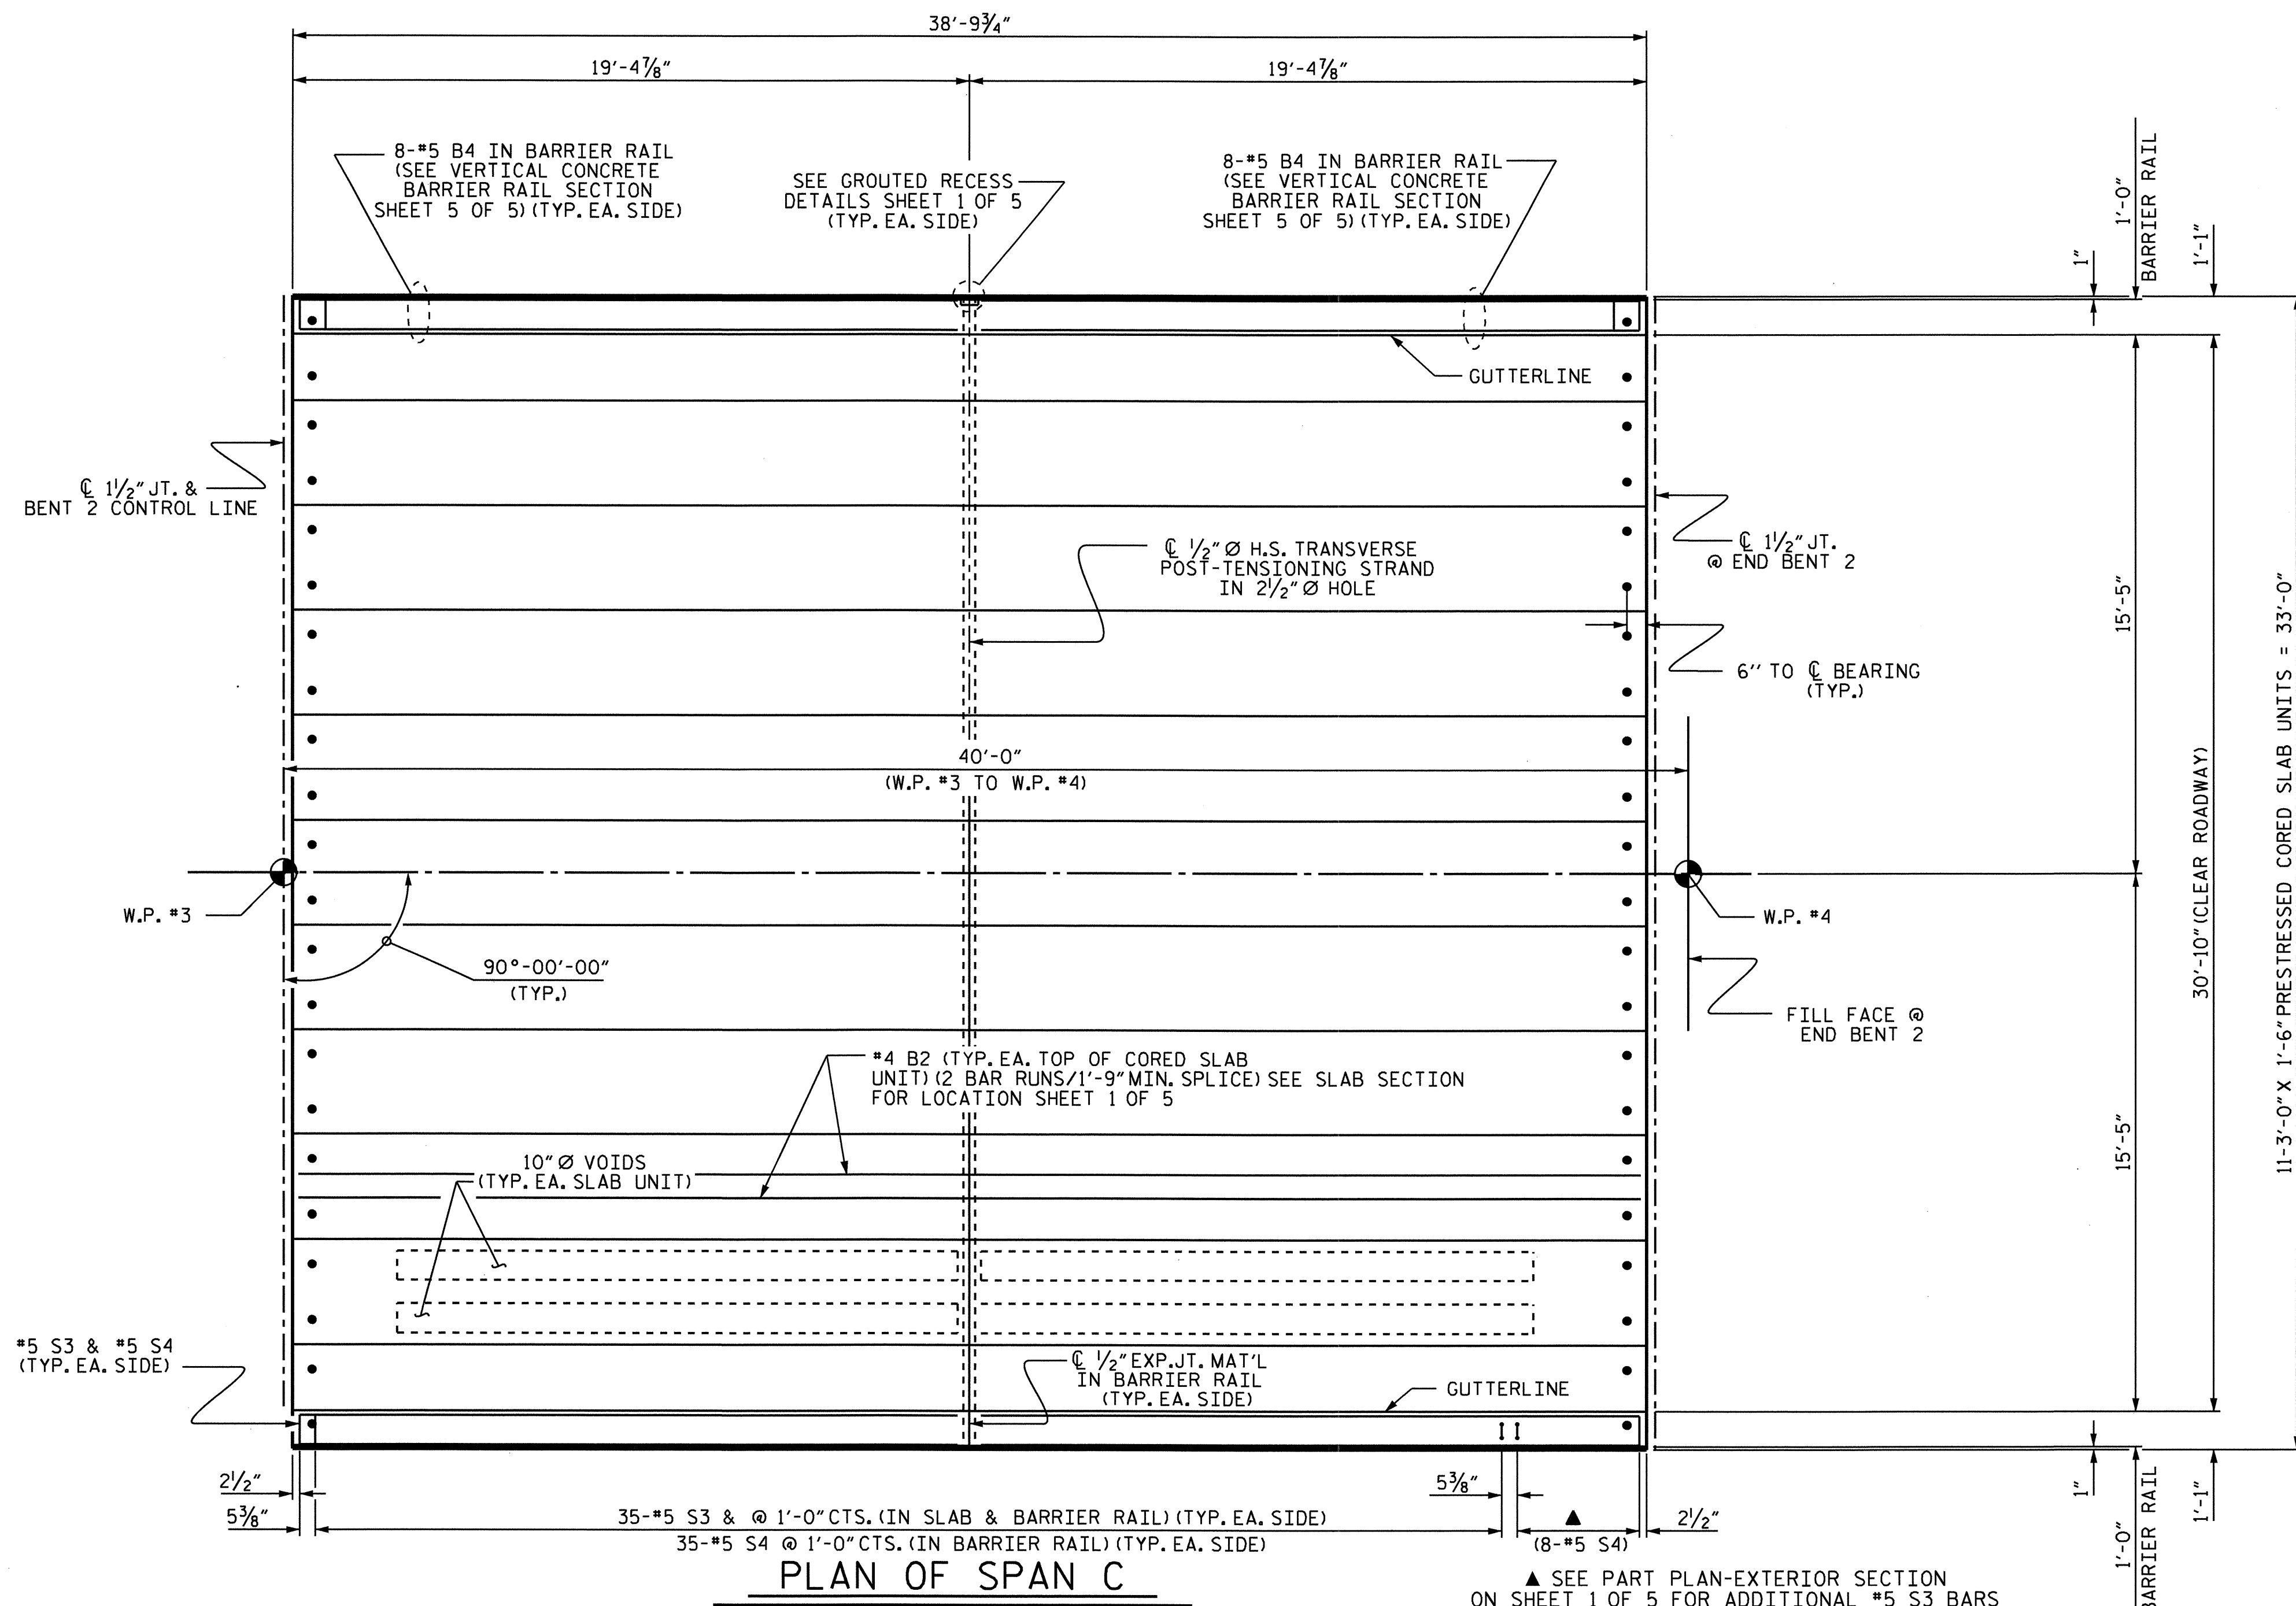 38'-9¾"
19'-4⅞"
19'-4⅞"
8-#5 B4 IN BARRIER RAIL
(SEE VERTICAL CONCRETE
BARRIER RAIL SECTION
SHEET 5 OF 5)(TYP. EA. SIDE)
SEE GROUTED RECESS
DETAILS SHEET 1 OF 5
(TYP. EA. SIDE)
8-#5 B4 IN BARRIER RAIL
(SEE VERTICAL CONCRETE
BARRIER RAIL SECTION
SHEET 5 OF 5)(TYP. EA. SIDE)
1'-0"
BARRIER RAIL
1"
1'-1"
GUTTERLINE
℄ 1½" JT. &
BENT 2 CONTROL LINE
℄ ½" Ø H.S. TRANSVERSE
POST-TENSIONING STRAND
IN 2½" Ø HOLE
℄ 1½" JT.
@ END BENT 2
6" TO ℄ BEARING
(TYP.)
15'-5"
30'-10" (CLEAR ROADWAY)
11-3'-0" X 1'-6" PRESTRESSED CORED SLAB UNITS = 33'-0"
40'-0"
(W.P. #3 TO W.P. #4)
W.P. #3
W.P. #4
90°-00'-00"
(TYP.)
FILL FACE @
END BENT 2
#4 B2 (TYP. EA. TOP OF CORED SLAB
UNIT) (2 BAR RUNS/1'-9" MIN. SPLICE) SEE SLAB SECTION
FOR LOCATION SHEET 1 OF 5
15'-5"
10" Ø VOIDS
(TYP. EA. SLAB UNIT)
#5 S3 & #5 S4
(TYP. EA. SIDE)
℄ ½" EXP. JT. MAT'L
IN BARRIER RAIL
(TYP. EA. SIDE)
GUTTERLINE
2½"
5⅜"
5⅜"
35-#5 S3 & @ 1'-0" CTS. (IN SLAB & BARRIER RAIL) (TYP. EA. SIDE)
35-#5 S4 @ 1'-0" CTS. (IN BARRIER RAIL) (TYP. EA. SIDE)
▲
(8-#5 S4)
2½"
1"
1'-1"
1'-0"
BARRIER RAIL
PLAN OF SPAN C
▲ SEE PART PLAN-EXTERIOR SECTION
ON SHEET 1 OF 5 FOR ADDITIONAL #5 S3 BARS